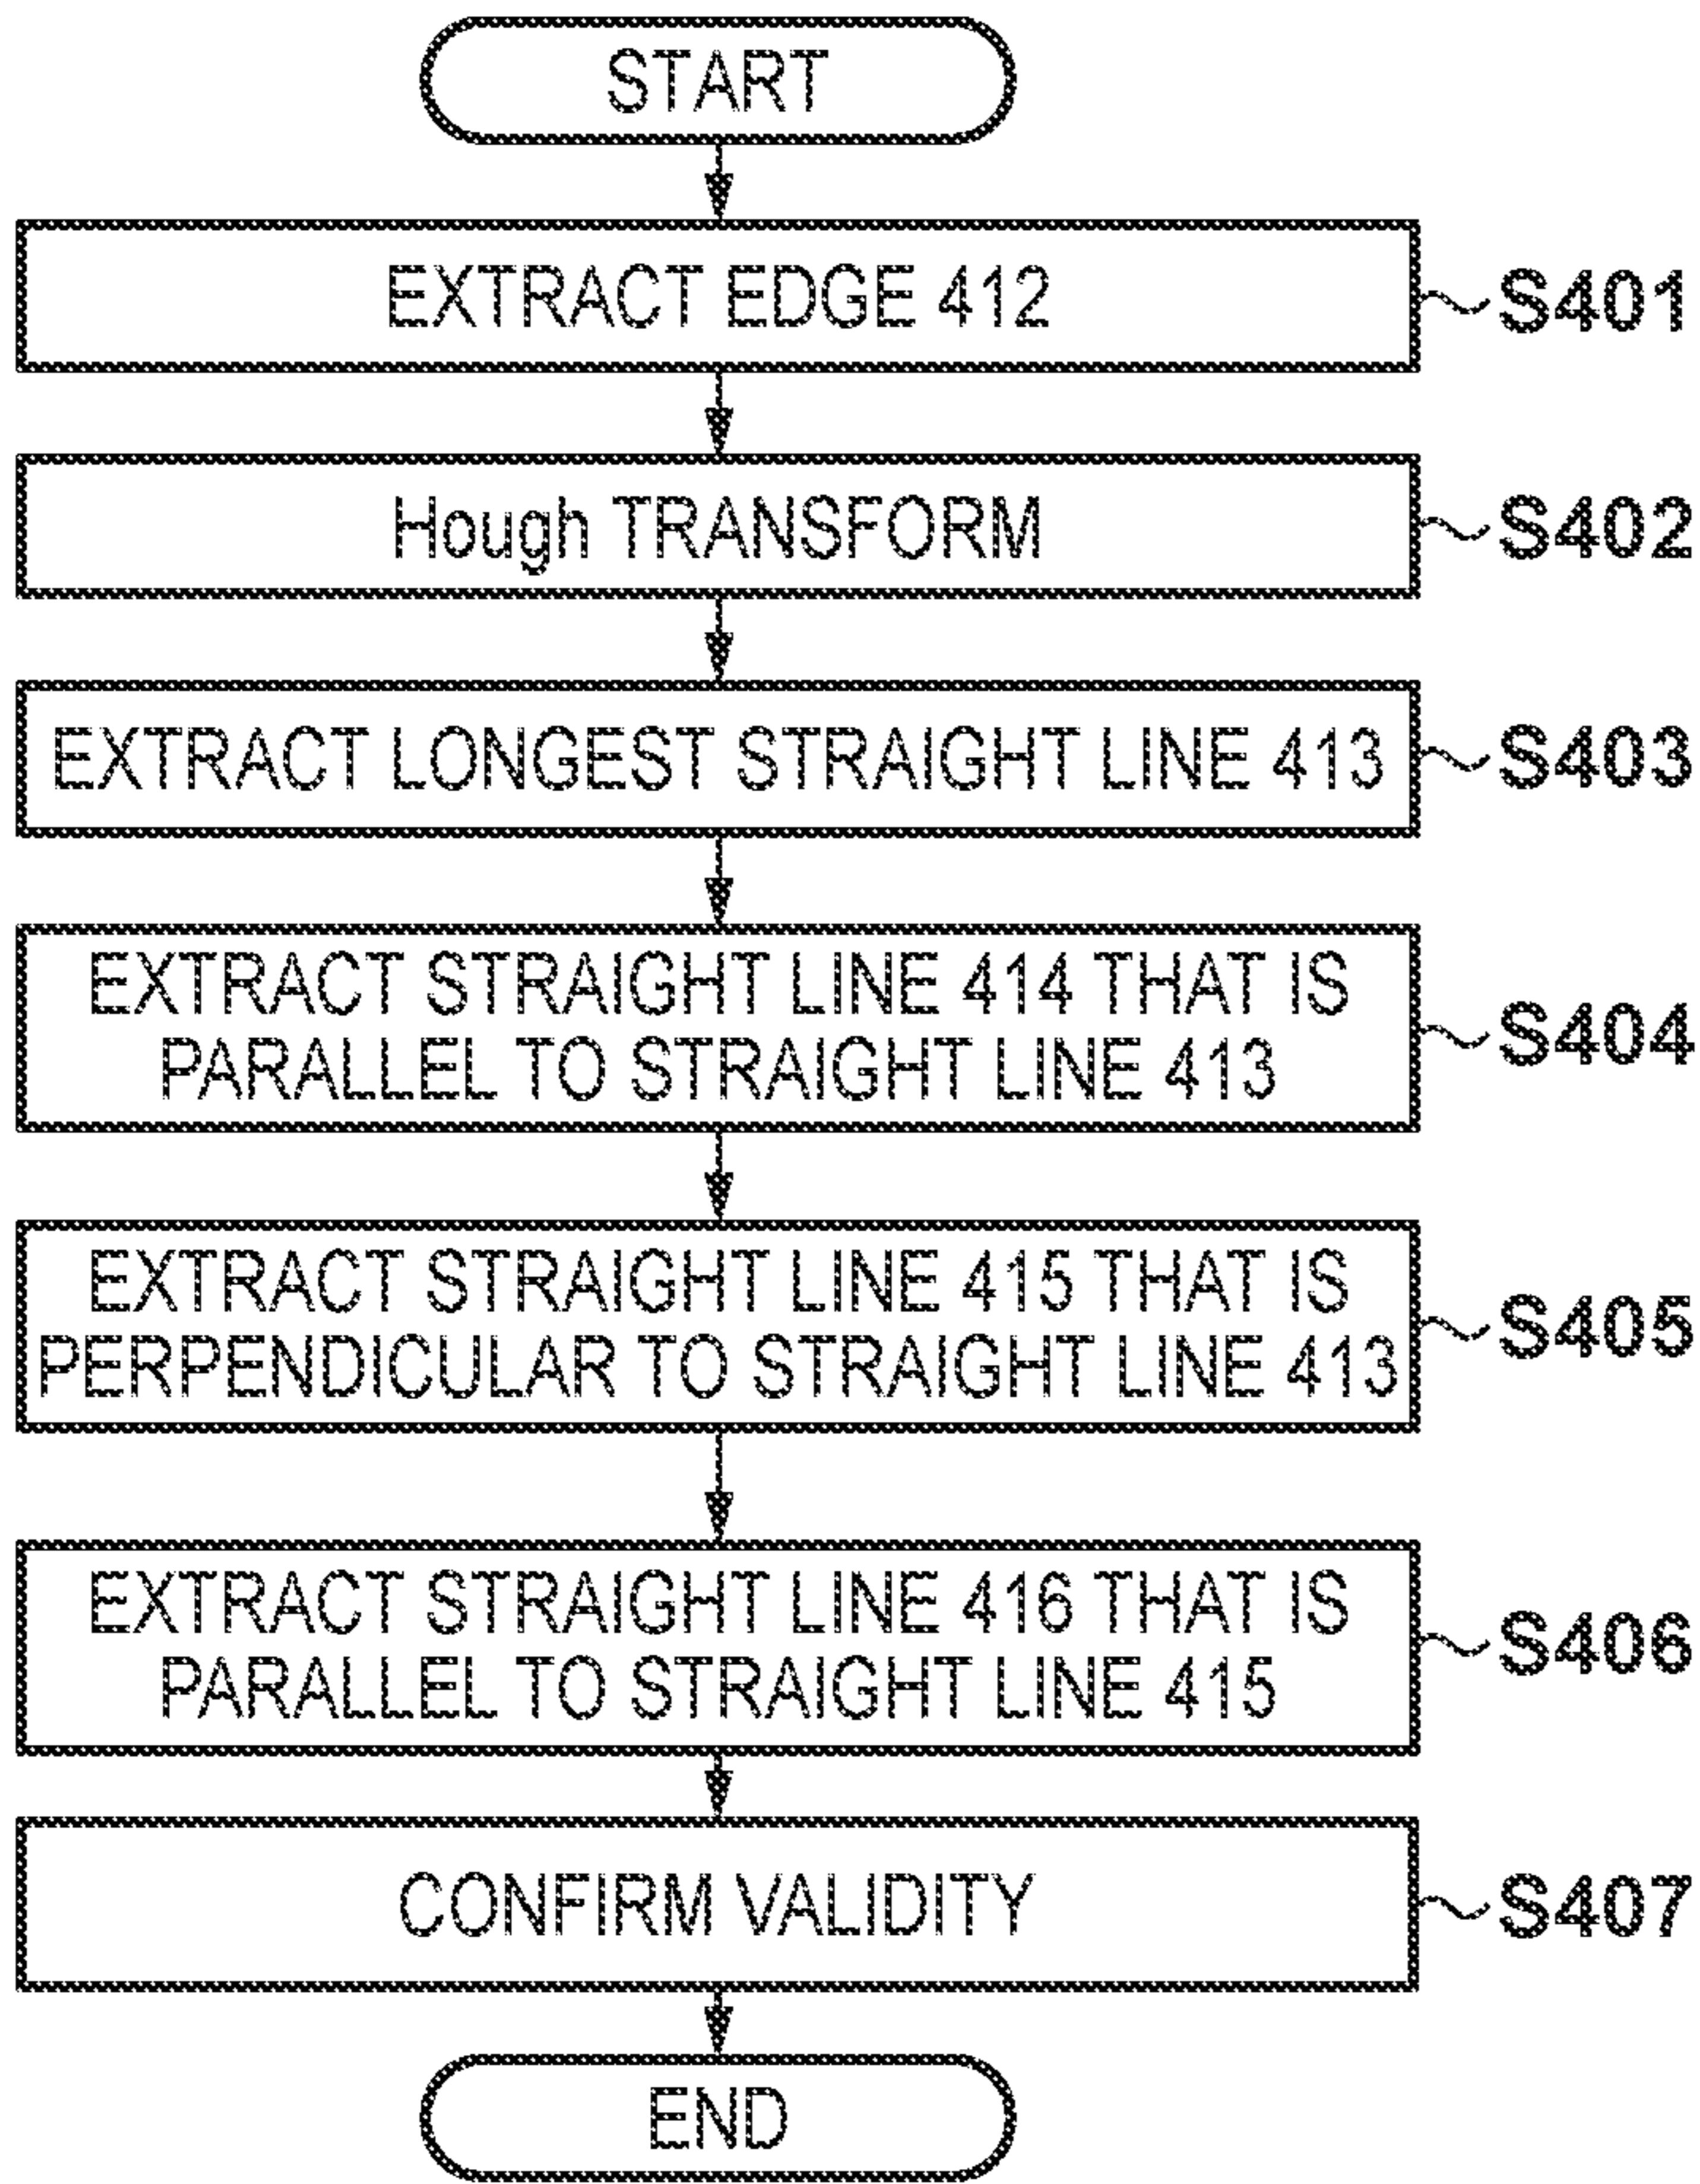 START
EXTRACT EDGE 412
S401
Hough TRANSFORM
S402
EXTRACT LONGEST STRAIGHT LINE 413
S403
EXTRACT STRAIGHT LINE 414 THAT IS
PARALLEL TO STRAIGHT LINE 413
S404
EXTRACT STRAIGHT LINE 415 THAT IS
PERPENDICULAR TO STRAIGHT LINE 413
S405
EXTRACT STRAIGHT LINE 416 THAT IS
PARALLEL TO STRAIGHT LINE 415
S406
CONFIRM VALIDITY
S407
END